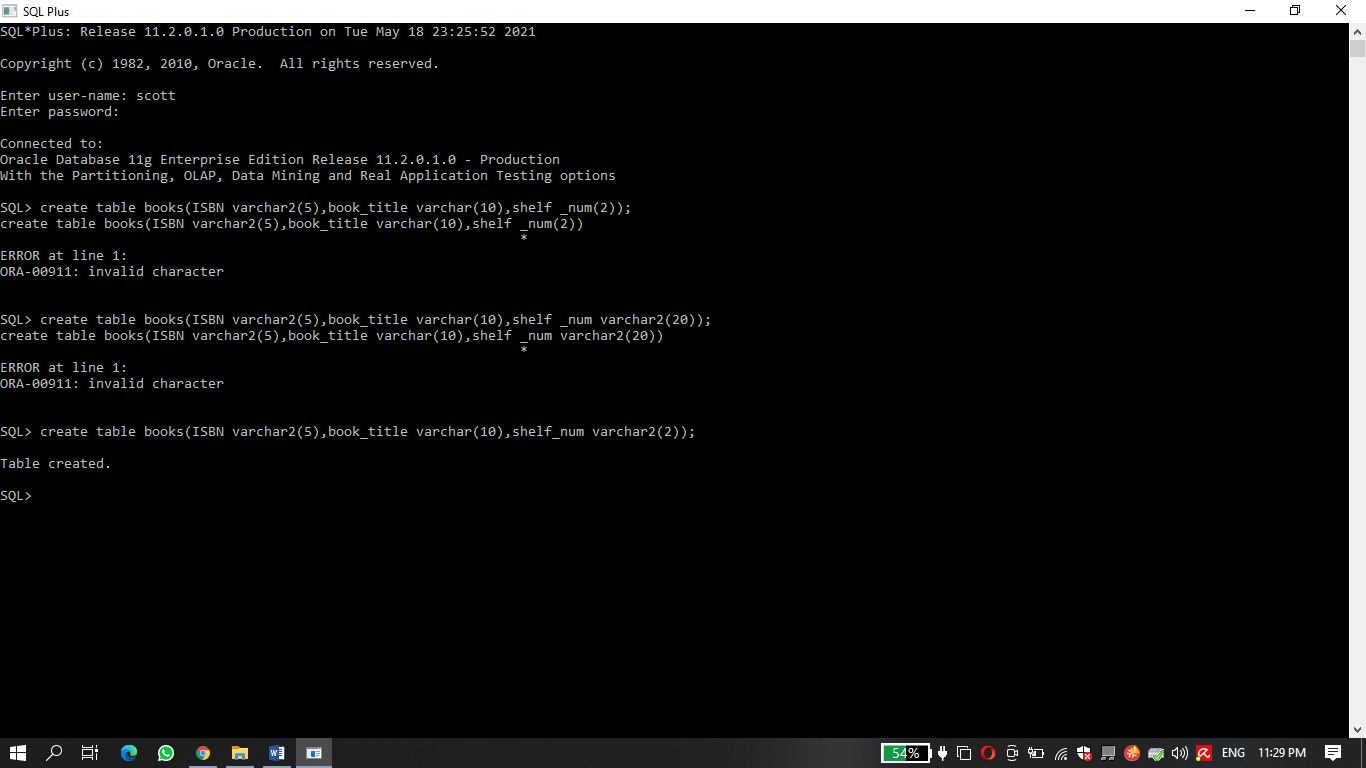 SQL Plus
SQL*Plus: Release 11.2.0.1.0 Production on Tue May 18 23:25:52 2021
Copyright (c) 1982, 2010, Oracle.  All rights reserved.
Enter user-name: scott
Enter password:
Connected to:
Oracle Database 11g Enterprise Edition Release 11.2.0.1.0 - Production
With the Partitioning, OLAP, Data Mining and Real Application Testing options
SQL> create table books(ISBN varchar2(5),book_title varchar(10),shelf _num(2));
create table books(ISBN varchar2(5),book_title varchar(10),shelf _num(2))
*
ERROR at line 1:
ORA-00911: invalid character
SQL> create table books(ISBN varchar2(5),book_title varchar(10),shelf _num varchar2(20));
create table books(ISBN varchar2(5),book_title varchar(10),shelf _num varchar2(20))
*
ERROR at line 1:
ORA-00911: invalid character
SQL> create table books(ISBN varchar2(5),book_title varchar(10),shelf_num varchar2(2));
Table created.
SQL>
54% ENG 11:29 PM